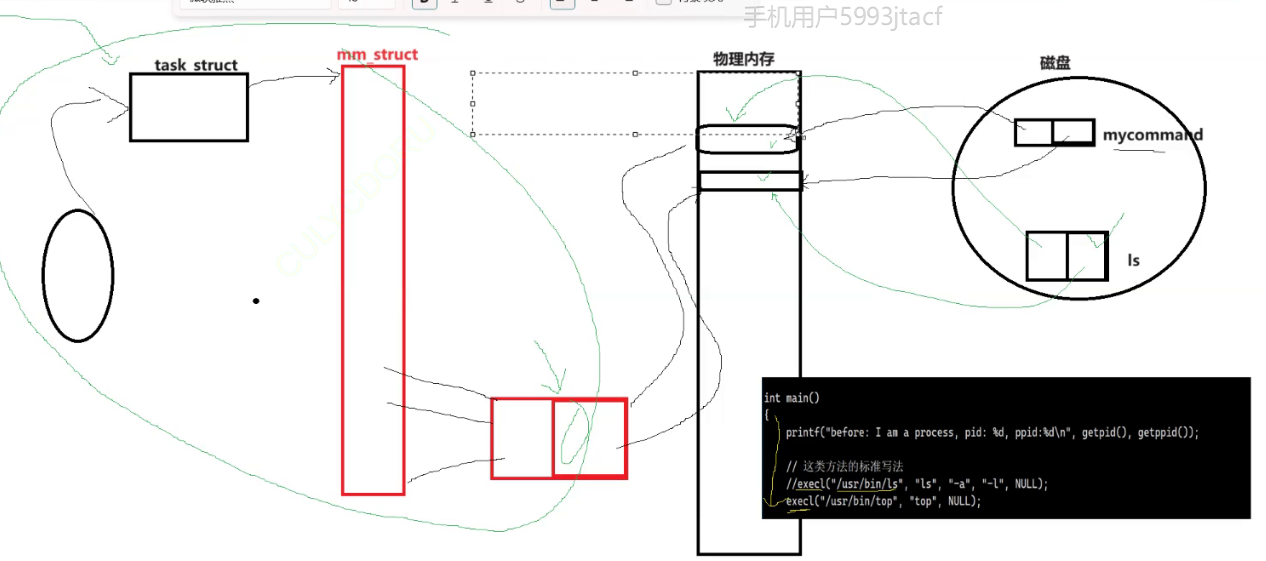 手机用户5993jtacf
task_struct
mm_struct
物理内存
磁盘
mycommand
ls
int main()
{
printf("before: I am a process, pid: %d, ppid:%d\n", getpid(), getppid());
// 这类方法的标准写法
//execl("/usr/bin/ls", "ls", "-a", "-l", NULL);
execl("/usr/bin/top", "top", NULL);